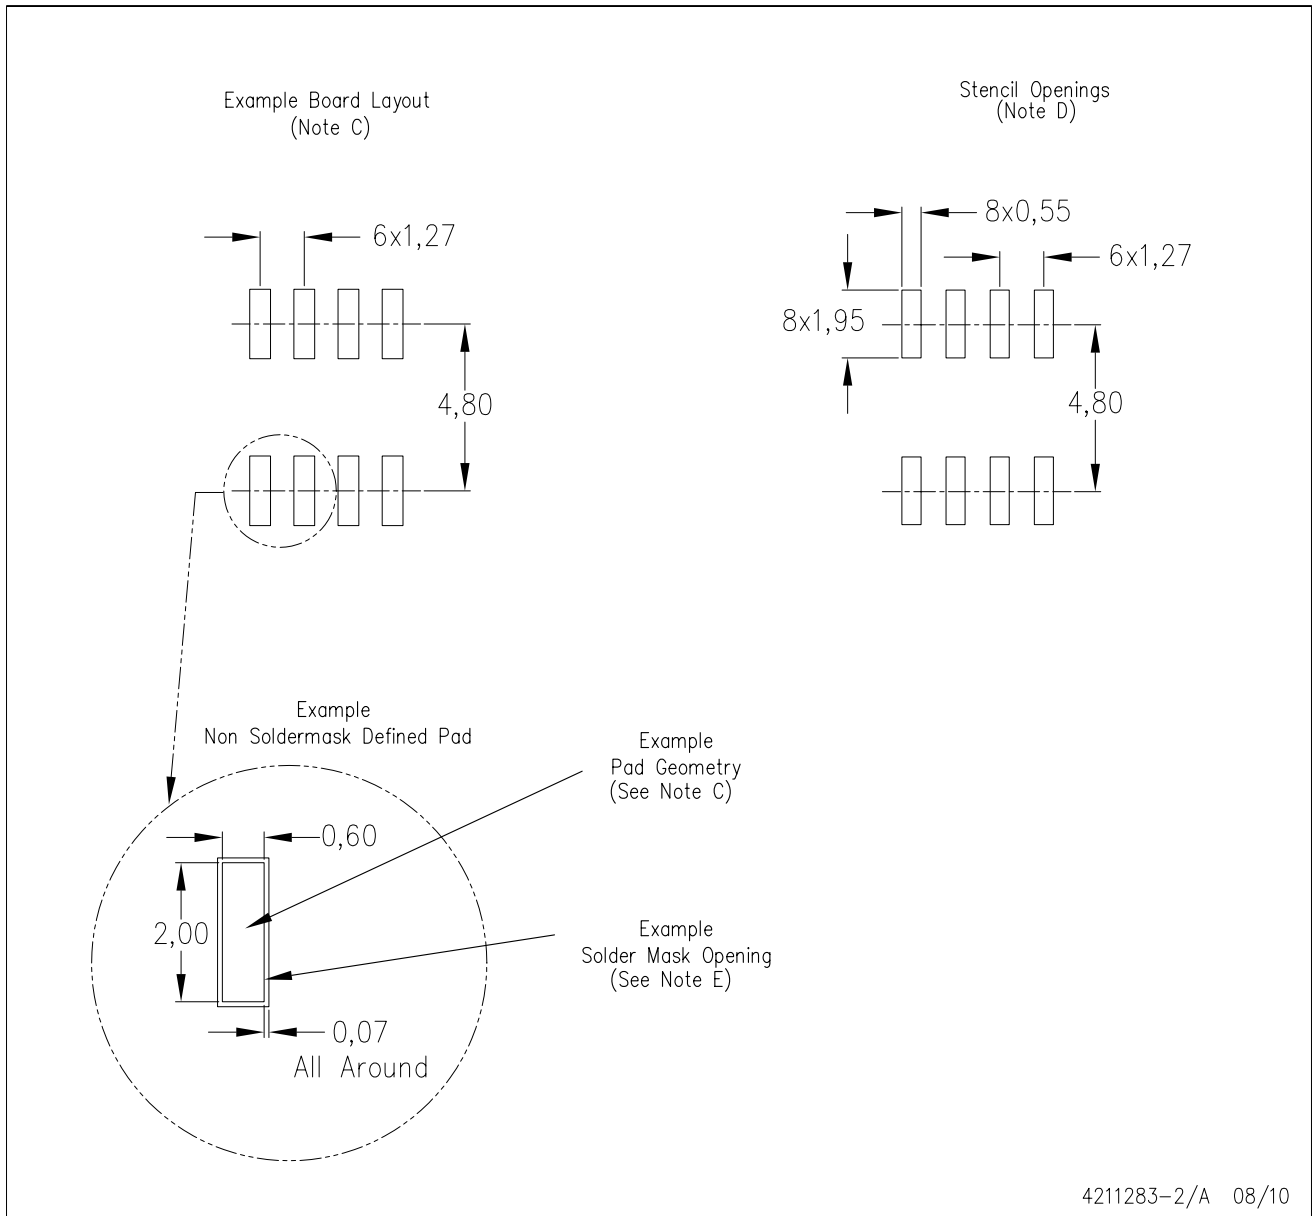 Example Board Layout
(Note C)
6x1,27
4,80
Stencil Openings
(Note D)
8x0,55
6x1,27
8x1,95
4,80
Example
Non Soldermask Defined Pad
Example
Pad Geometry
(See Note C)
0,60
2,00
Example
Solder Mask Opening
(See Note E)
0,07
All Around
4211283-2/A 08/10